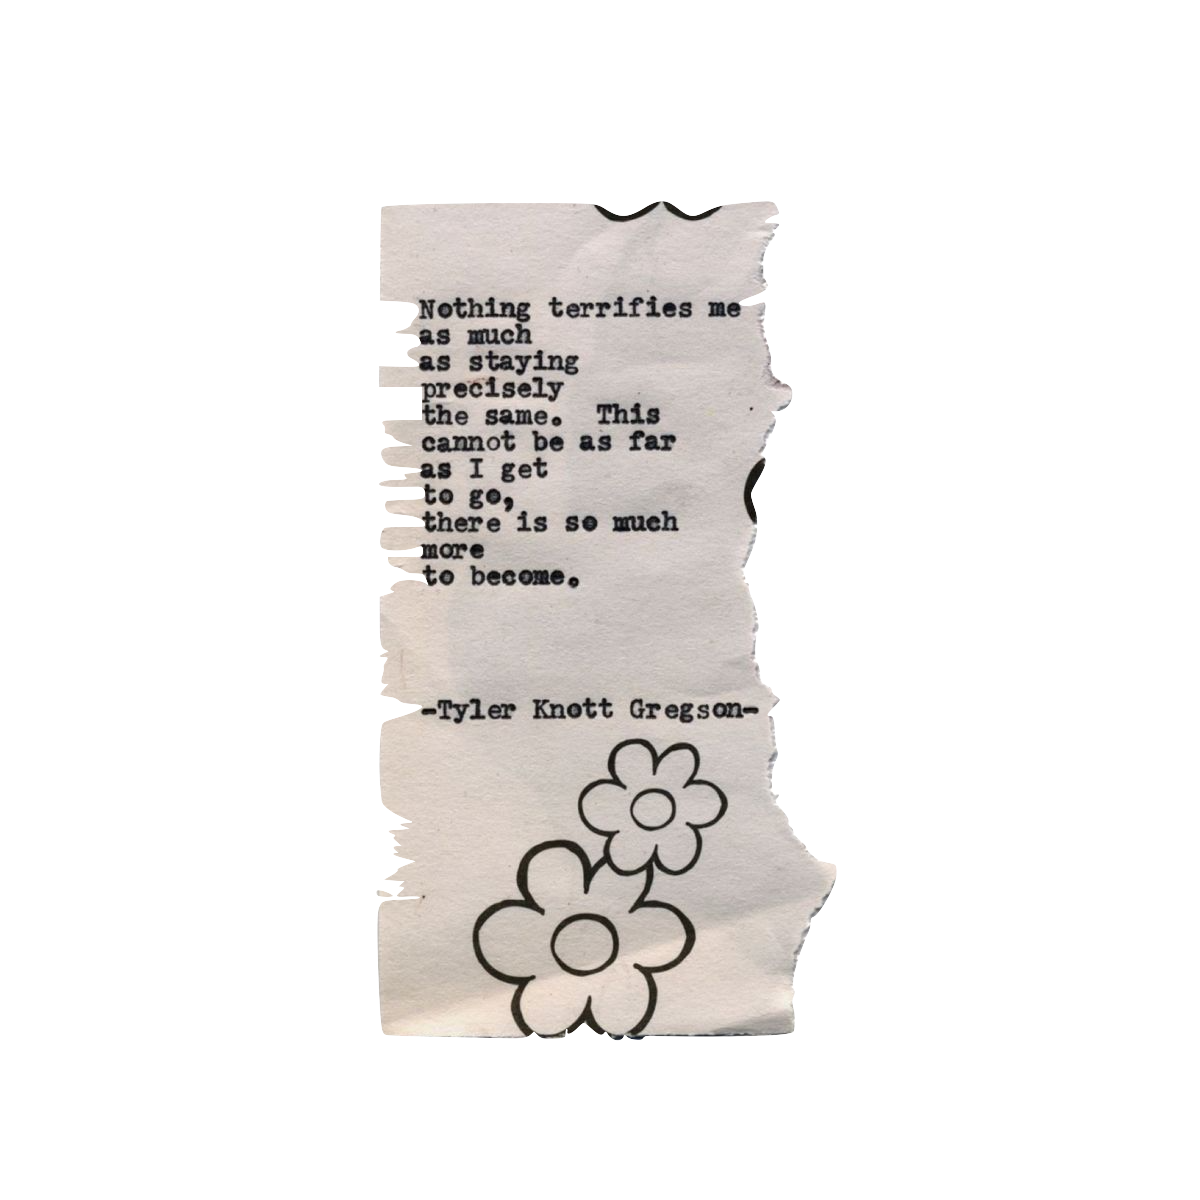 Nothing terrifies me
as much
as staying
precisely
the same.  This
cannot be as far
as I get
to go,
there is so much
more
to become.
-Tyler Knott Gregson-